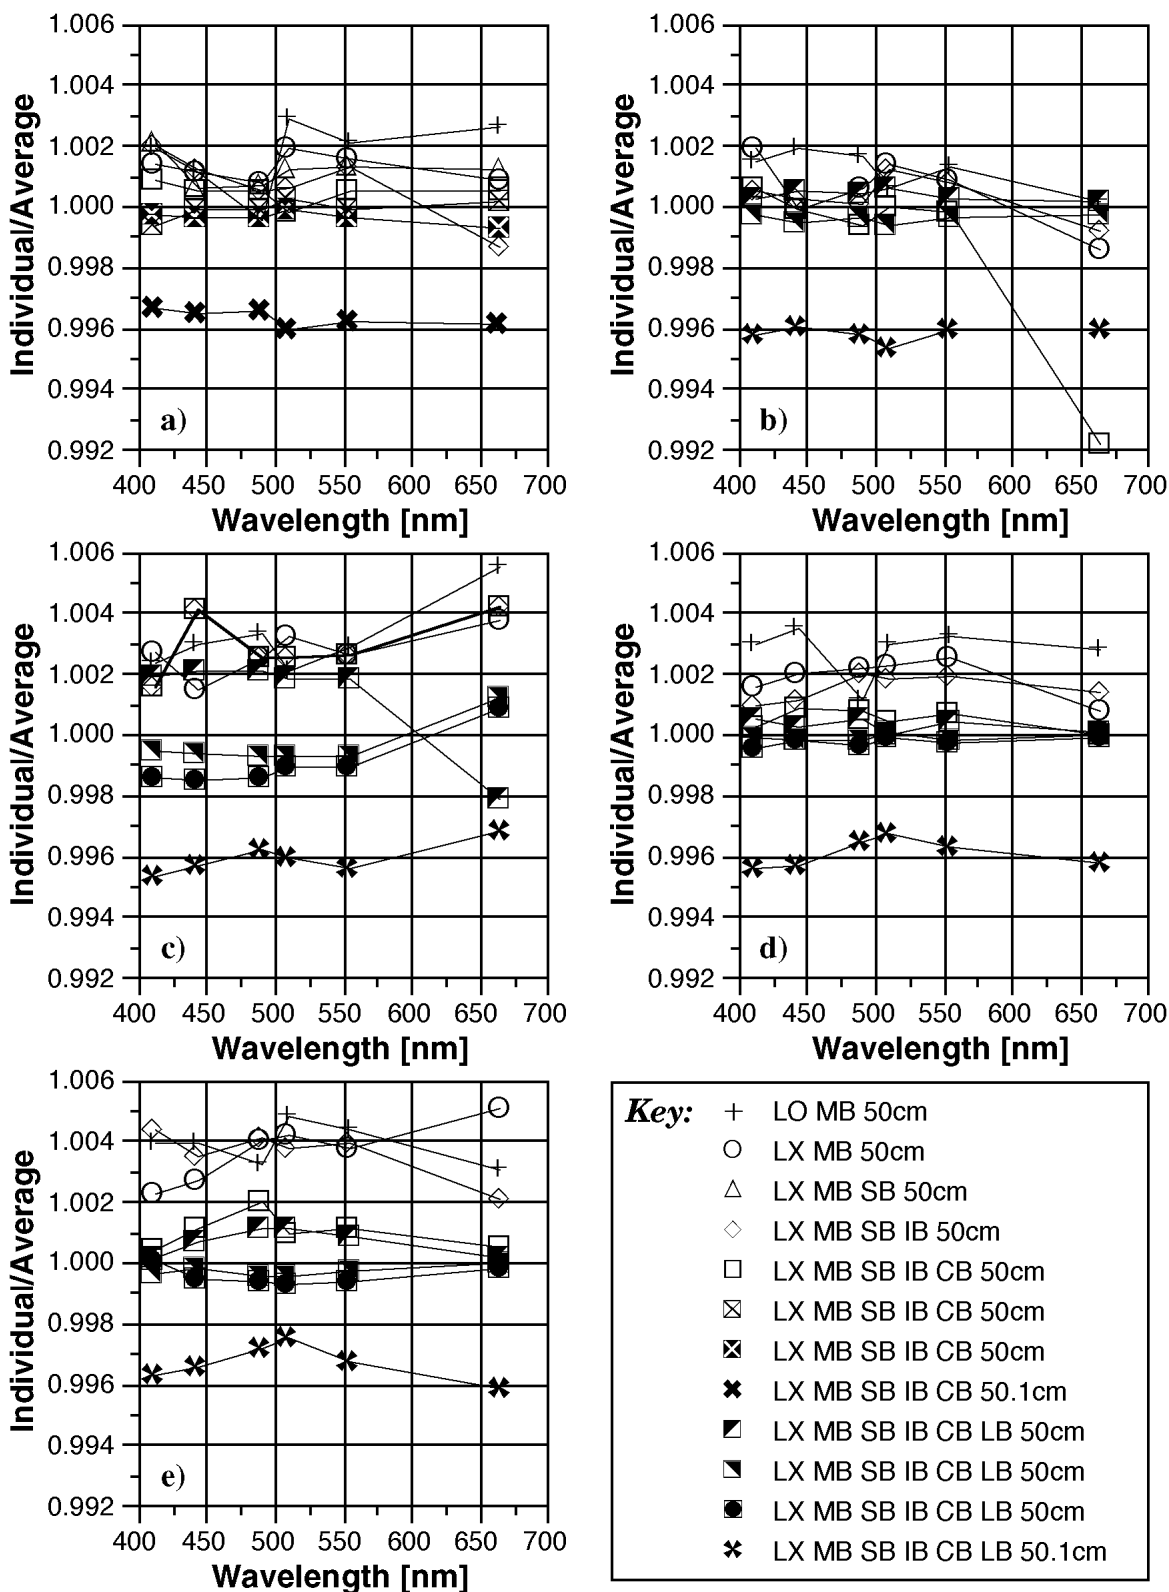 1.006
1.004
1.002
1.000
0.998
0.996
0.994
0.992
Individual/Average
a)
400 450 500 550 600 650 700
Wavelength [nm]
1.006
1.004
1.002
1.000
0.998
0.996
0.994
0.992
Individual/Average
b)
400 450 500 550 600 650 700
Wavelength [nm]
1.006
1.004
1.002
1.000
0.998
0.996
0.994
0.992
Individual/Average
c)
400 450 500 550 600 650 700
Wavelength [nm]
1.006
1.004
1.002
1.000
0.998
0.996
0.994
0.992
Individual/Average
d)
400 450 500 550 600 650 700
Wavelength [nm]
1.006
1.004
1.002
1.000
0.998
0.996
0.994
0.992
Individual/Average
e)
400 450 500 550 600 650 700
Wavelength [nm]
Key: LO MB 50cm
LX MB 50cm
LX MB SB 50cm
LX MB SB IB 50cm
LX MB SB IB CB 50cm
LX MB SB IB CB 50cm
LX MB SB IB CB 50cm
LX MB SB IB CB 50.1cm
LX MB SB IB CB LB 50cm
LX MB SB IB CB LB 50cm
LX MB SB IB CB LB 50cm
LX MB SB IB CB LB 50.1cm